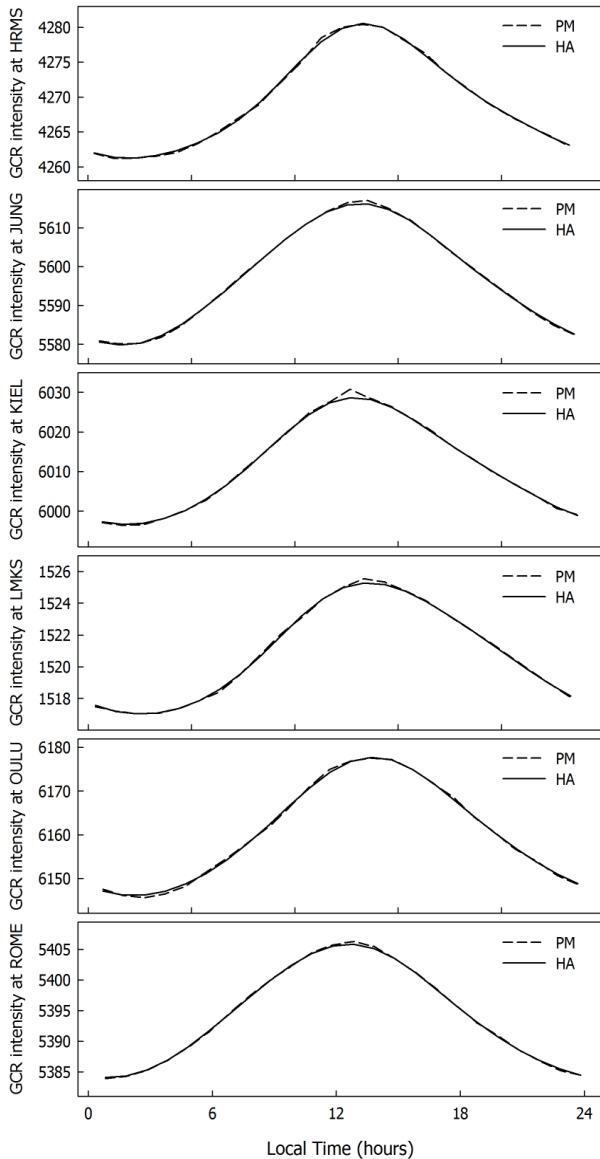 GCR intensity at HRMS
4280
4275
4270
4265
4260
PM
HA
GCR intensity at JUNG
5610
5600
5590
5580
PM
HA
GCR intensity at KIEL
6030
6020
6010
6000
PM
HA
GCR intensity at LMKS
1526
1524
1522
1520
1518
PM
HA
GCR intensity at OULU
6180
6170
6160
6150
PM
HA
GCR intensity at ROME
5405
5400
5395
5390
5385
PM
HA
0 6 12 18 24
Local Time (hours)